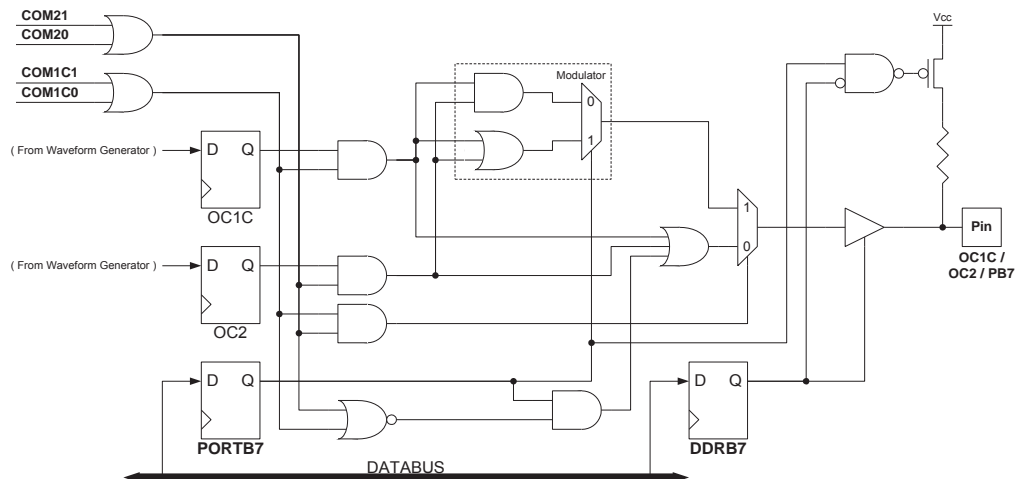 COM21
COM20
COM1C1
COM1C0
Vcc
Modulator
0
1
( From Waveform Generator )
D Q
OC1C
1
0
Pin
OC1C /
OC2 / PB7
( From Waveform Generator )
D Q
OC2
D Q
PORTB7
D Q
DDRB7
DATABUS